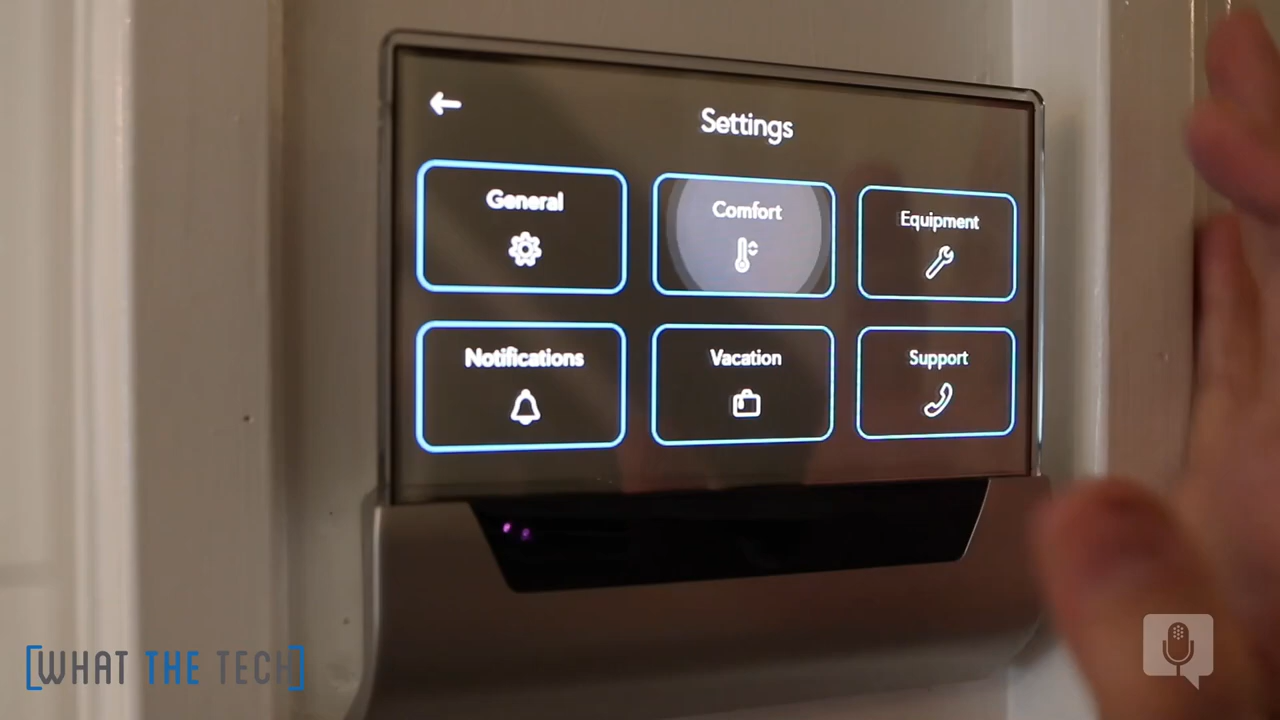 Settings
General
Comfort
Equipment
Notifications
Vacation
Support
[WHAT THE TECH]